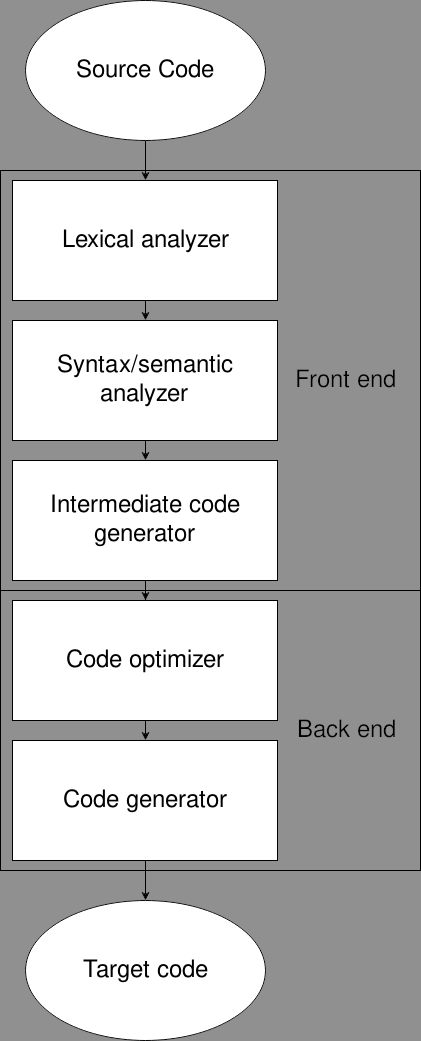 Source Code
Lexical analyzer
Syntax/semantic
analyzer
Front end
Intermediate code
generator
Code optimizer
Back end
Code generator
Target code